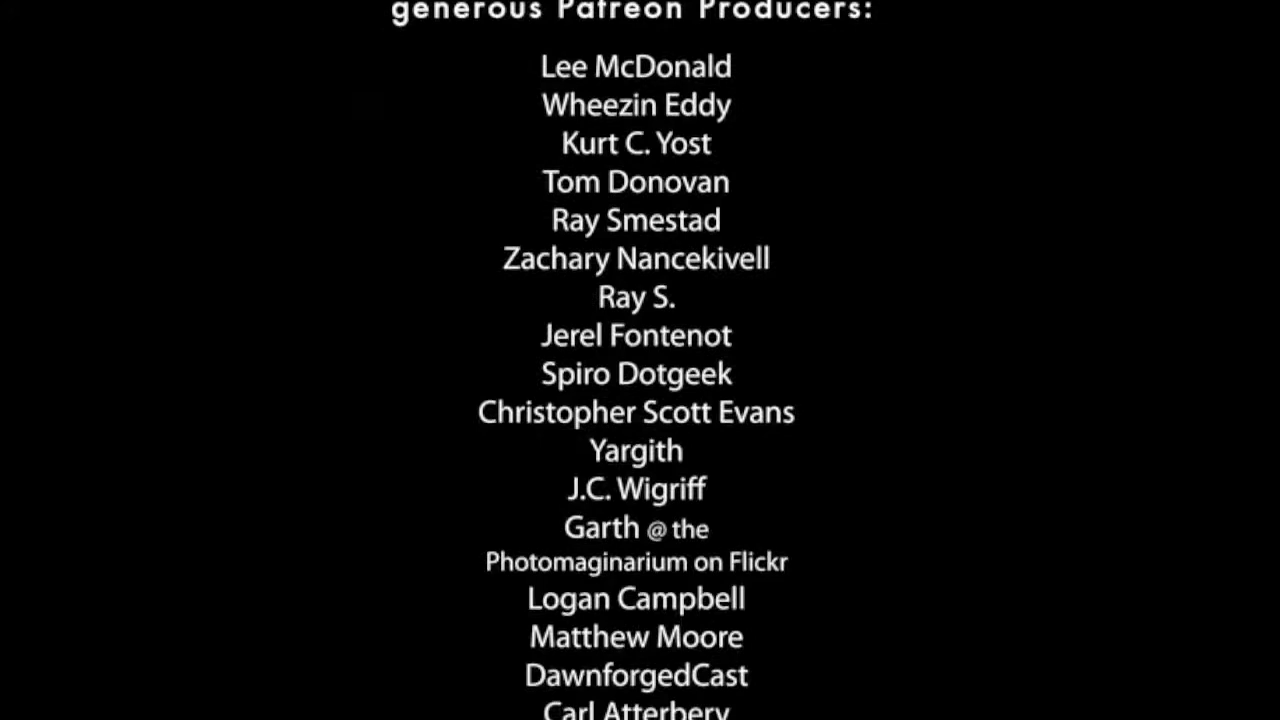 generous Patreon Producers:
Lee McDonald
Wheezin Eddy
Kurt C. Yost
Tom Donovan
Ray Smestad
Zachary Nancekivell
Ray S.
Jerel Fontenot
Spiro Dotgeek
Christopher Scott Evans
Yargith
J.C. Wigriff
Garth @ the
Photomaginarium on Flickr
Logan Campbell
Matthew Moore
DawnforgedCast
Carl Atterbery